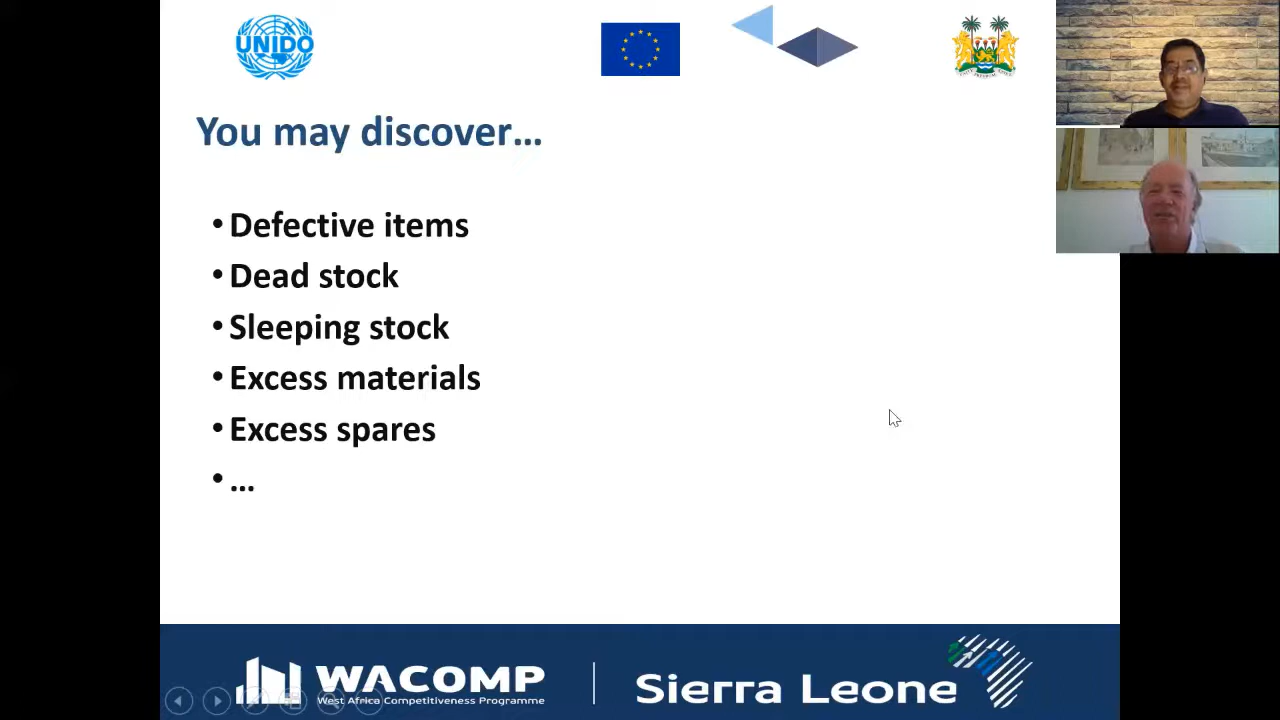 UNIDO
You may discover...
• Defective items
• Dead stock
• Sleeping stock
• Excess materials
• Excess spares
• ...
WACOMP
West Africa Competitiveness Programme
Sierra Leone